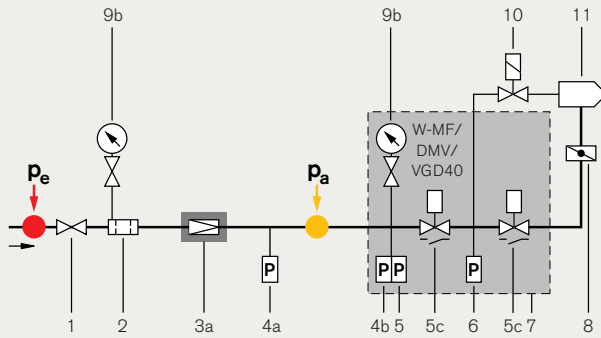 9b 9b 10 11
W-MF/
DMV/
VGD40
pe pa
P P P P
1 2 3a 4a 4b 5 5c 6 5c 7 8